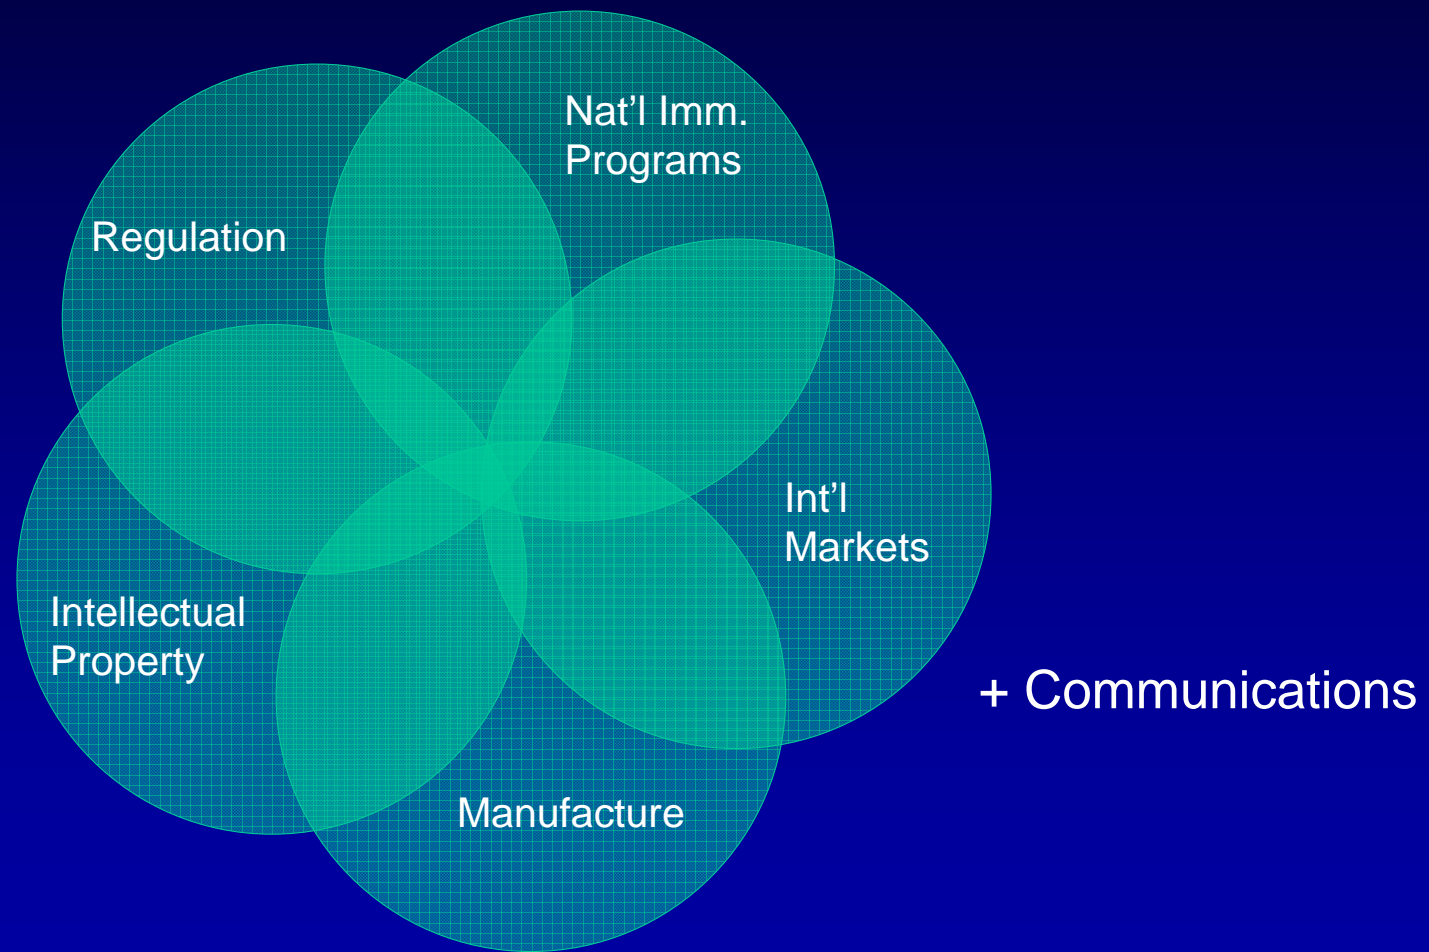 Nat’l Imm.
Programs
Regulation
Int’l
Markets
Intellectual
Property
+ Communications
Manufacture